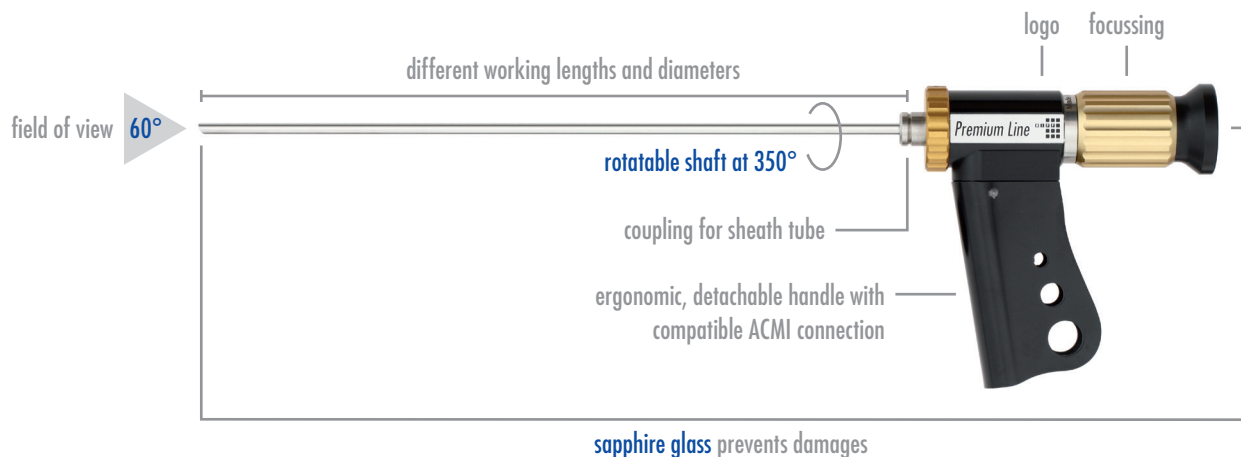 logo
focussing
different working lengths and diameters
field of view 60°
Premium Line
rotatable shaft at 350°
coupling for sheath tube
ergonomic, detachable handle with
compatible ACMI connection
sapphire glass prevents damages